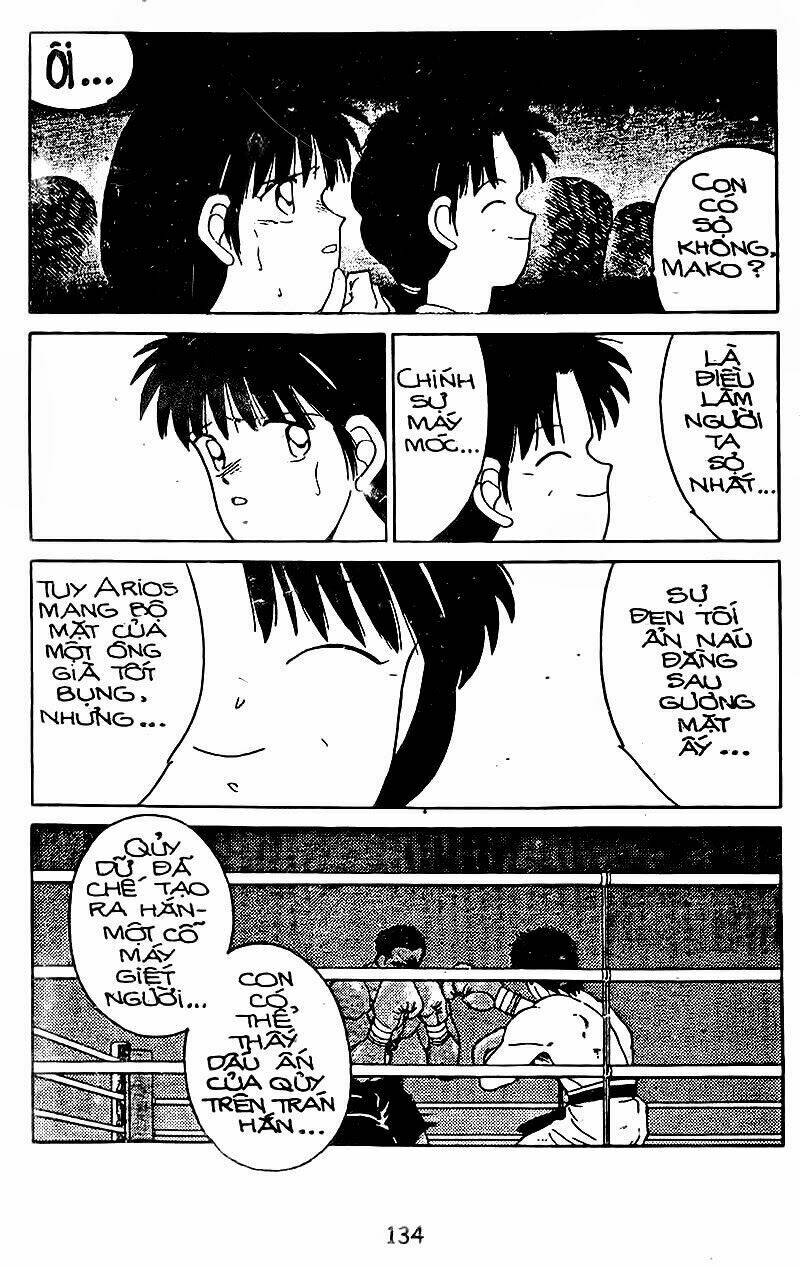 ÔI...
CON
CÓ
SỢ
KHÔNG,
MAKO?
CHÍNH
SỰ
MÁY
MÓC...
LÀ
ĐIỀU
LÀM
NGƯỜI
TA
SỢ
NHẤT...
TUY ARIOS
MANG BỘ
MẶT CỦA
MỘT ÔNG
GIÀ TỐT
BỤNG,
NHƯNG...
SỰ
ĐEN TỐI
ẨN NÁU
ĐẰNG
SAU
GƯƠNG
MẶT
ẤY...
QUỶ
DỮ ĐÃ
CHẾ TẠO
RA HẮN-
MỘT CỖ
MÁY
GIẾT
NGƯỜI...
CON
CÓ
THỂ
THẤY
DẤU ẤN
CỦA QUỶ
TRÊN TRÁN
HẮN...
134